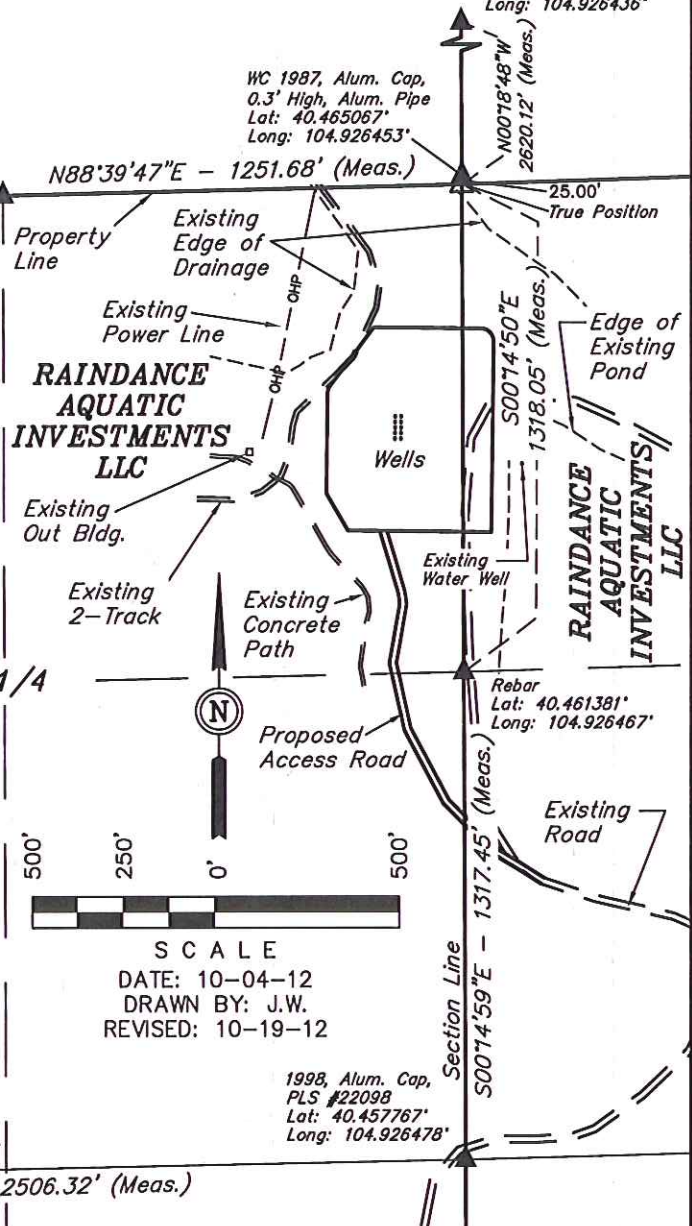 Long: 104.926436°
N00°18'48"W
2620.12' (Meas.)
WC 1987, Alum. Cap,
0.3' High, Alum. Pipe
Lat: 40.465067°
Long: 104.926453°
N88°39'47"E - 1251.68' (Meas.)
25.00'
True Position
Property
Line
Existing
Edge of
Drainage
OHP
Existing
Power Line
OHP
S00°14'50"E
1318.05' (Meas.)
Edge of
Existing
Pond
RAINDANCE
AQUATIC
INVESTMENTS
LLC
Wells
RAINDANCE
AQUATIC
INVESTMENTS
LLC
Existing
Out Bldg.
Existing
Water Well
Existing
2-Track
Existing
Concrete
Path
1/4
Rebar
Lat: 40.461381°
Long: 104.926467°
N
Proposed
Access Road
Existing
Road
500'
250'
0'
500'
SCALE
DATE: 10-04-12
DRAWN BY: J.W.
REVISED: 10-19-12
Section Line
S00°14'59"E - 1317.45' (Meas.)
1998, Alum. Cap,
PLS #22098
Lat: 40.457767°
Long: 104.926478°
2506.32' (Meas.)